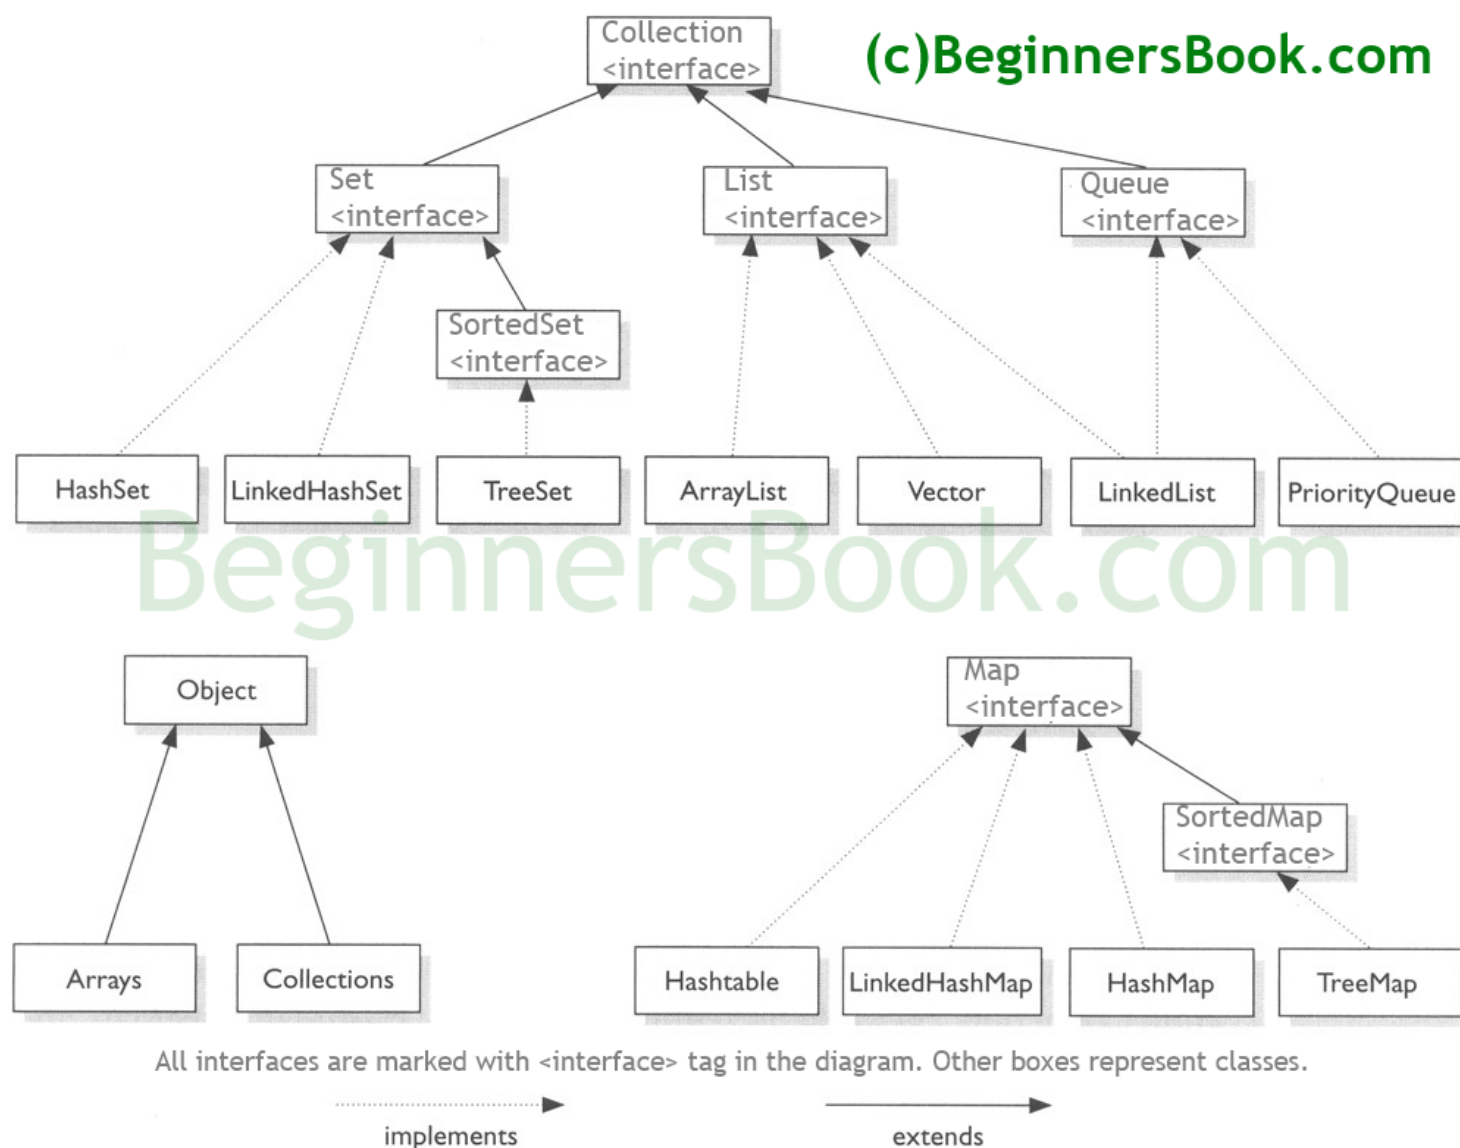 Collection
<interface>
(c)BeginnersBook.com
Set
<interface>
List
<interface>
Queue
<interface>
SortedSet
<interface>
HashSet
LinkedHashSet
TreeSet
ArrayList
Vector
LinkedList
PriorityQueue
BeginnersBook.com
Object
Map
<interface>
SortedMap
<interface>
Arrays
Collections
Hashtable
LinkedHashMap
HashMap
TreeMap
All interfaces are marked with <interface> tag in the diagram. Other boxes represent classes.
implements
extends